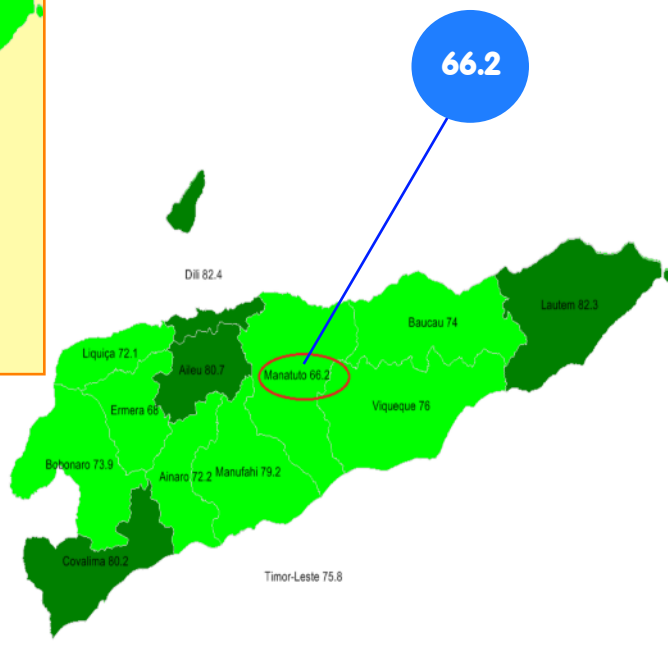 66.2
Dili 82.4
Lautem 82.3
Baucau 74
Liquiça 72.1
Aileu 80.7
Manatuto 66.2
Ermera 68
Viqueque 76
Bobonaro 73.9
Ainaro 72.2
Manufahi 79.2
Covalima 80.2
Timor-Leste 75.8